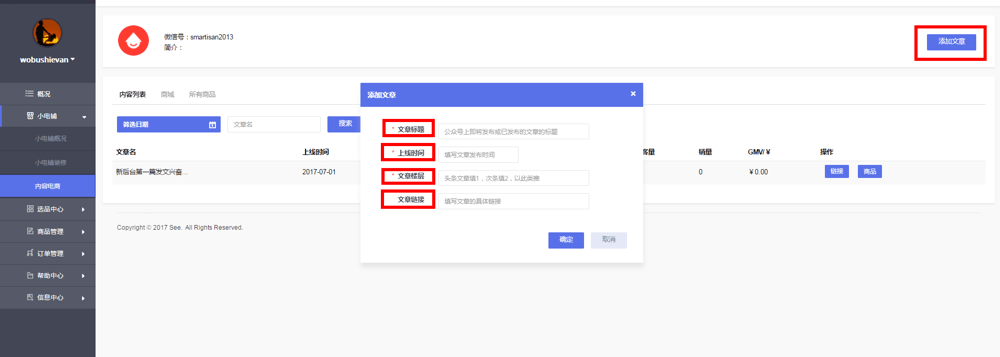 微信号：smartisan2013
简介：
添加文章
wobushievan
概况
小电铺
小电铺概况
小电铺装修
内容电商
选品中心
商品管理
订单管理
帮助中心
信息中心
内容列表 商城 所有商品
筛选日期 文章名 搜索
文章名 上线时间 客量 销量 GMV/￥ 操作
新后台第一篇发文兴奋... 2017-07-01 0 ￥0.00 链接 商品
Copyright © 2017 See. All Rights Reserved.
添加文章 ×
* 文章标题 公众号上即将发布或已发布的文章的标题
* 上线时间 填写文章发布时间
* 文章楼层 头条文章填1，次条填2，以此类推
文章链接 填写文章的具体链接
确定 取消